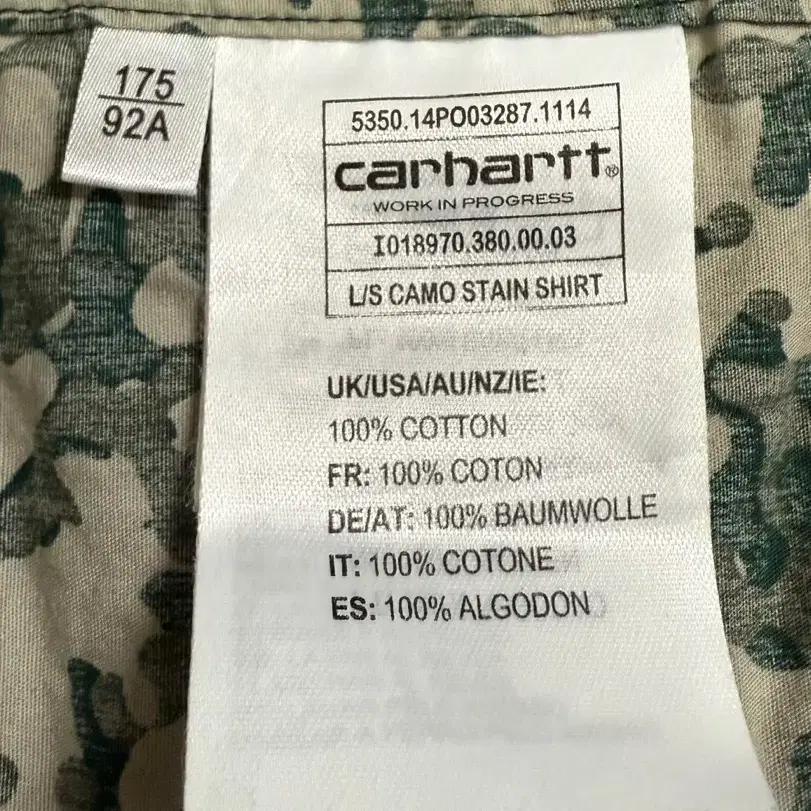 175
92A
5350.14PO03287.1114
carhartt®
WORK IN PROGRESS
I018970.380.00.03
L/S CAMO STAIN SHIRT
UK/USA/AU/NZ/IE:
100% COTTON
FR: 100% COTON
DE/AT: 100% BAUMWOLLE
IT: 100% COTONE
ES: 100% ALGODON